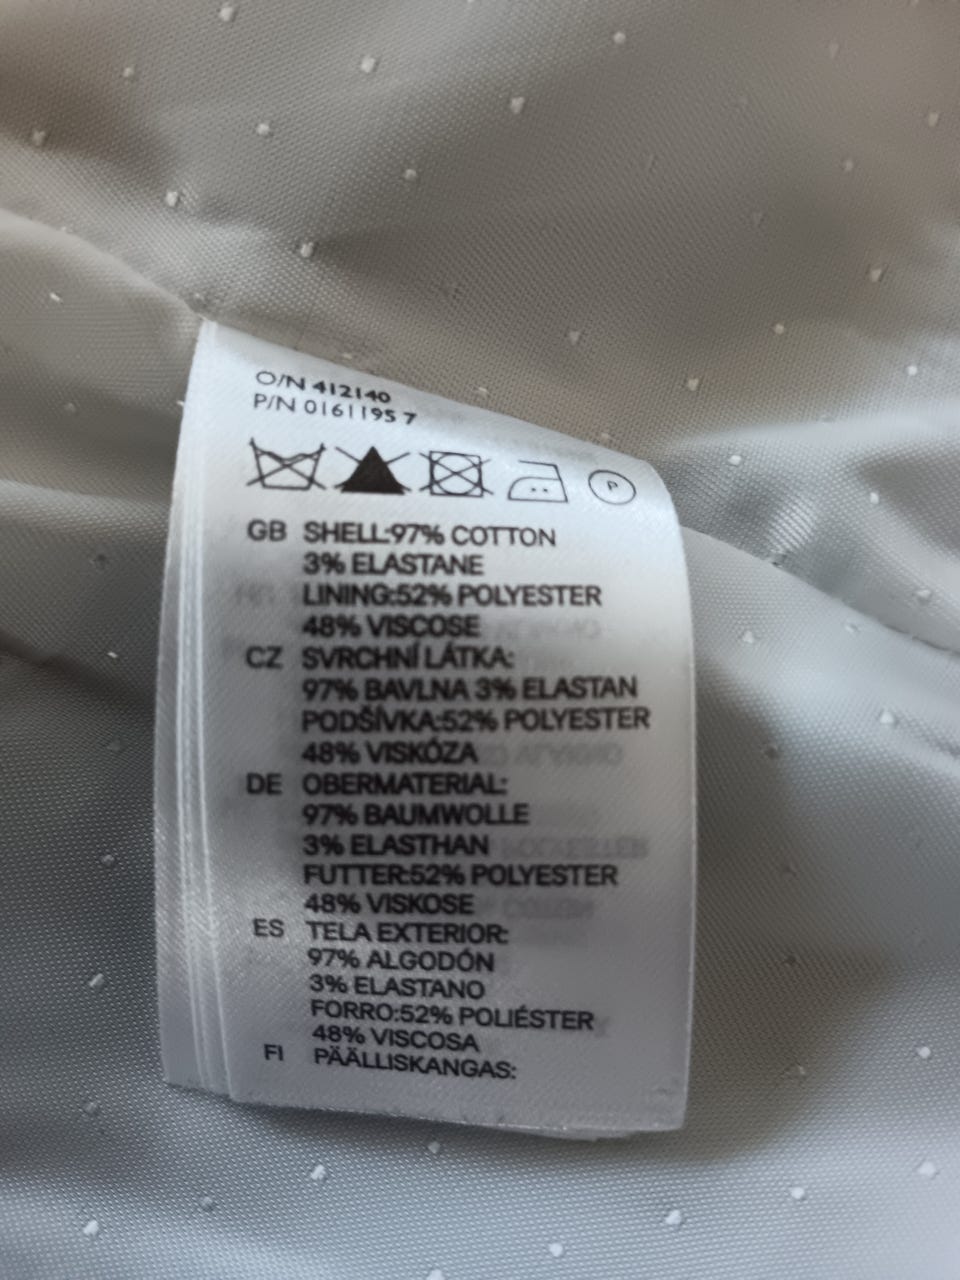 O/N 412140
P/N 0161195 7
P
GB SHELL:97% COTTON
3% ELASTANE
LINING:52% POLYESTER
48% VISCOSE
CZ SVRCHNÍ LÁTKA:
97% BAVLNA 3% ELASTAN
PODŠÍVKA:52% POLYESTER
48% VISKÓZA
DE OBERMATERIAL:
97% BAUMWOLLE
3% ELASTHAN
FUTTER:52% POLYESTER
48% VISKOSE
ES TELA EXTERIOR:
97% ALGODÓN
3% ELASTANO
FORRO:52% POLIÉSTER
48% VISCOSA
FI PÄÄLLISKANGAS: